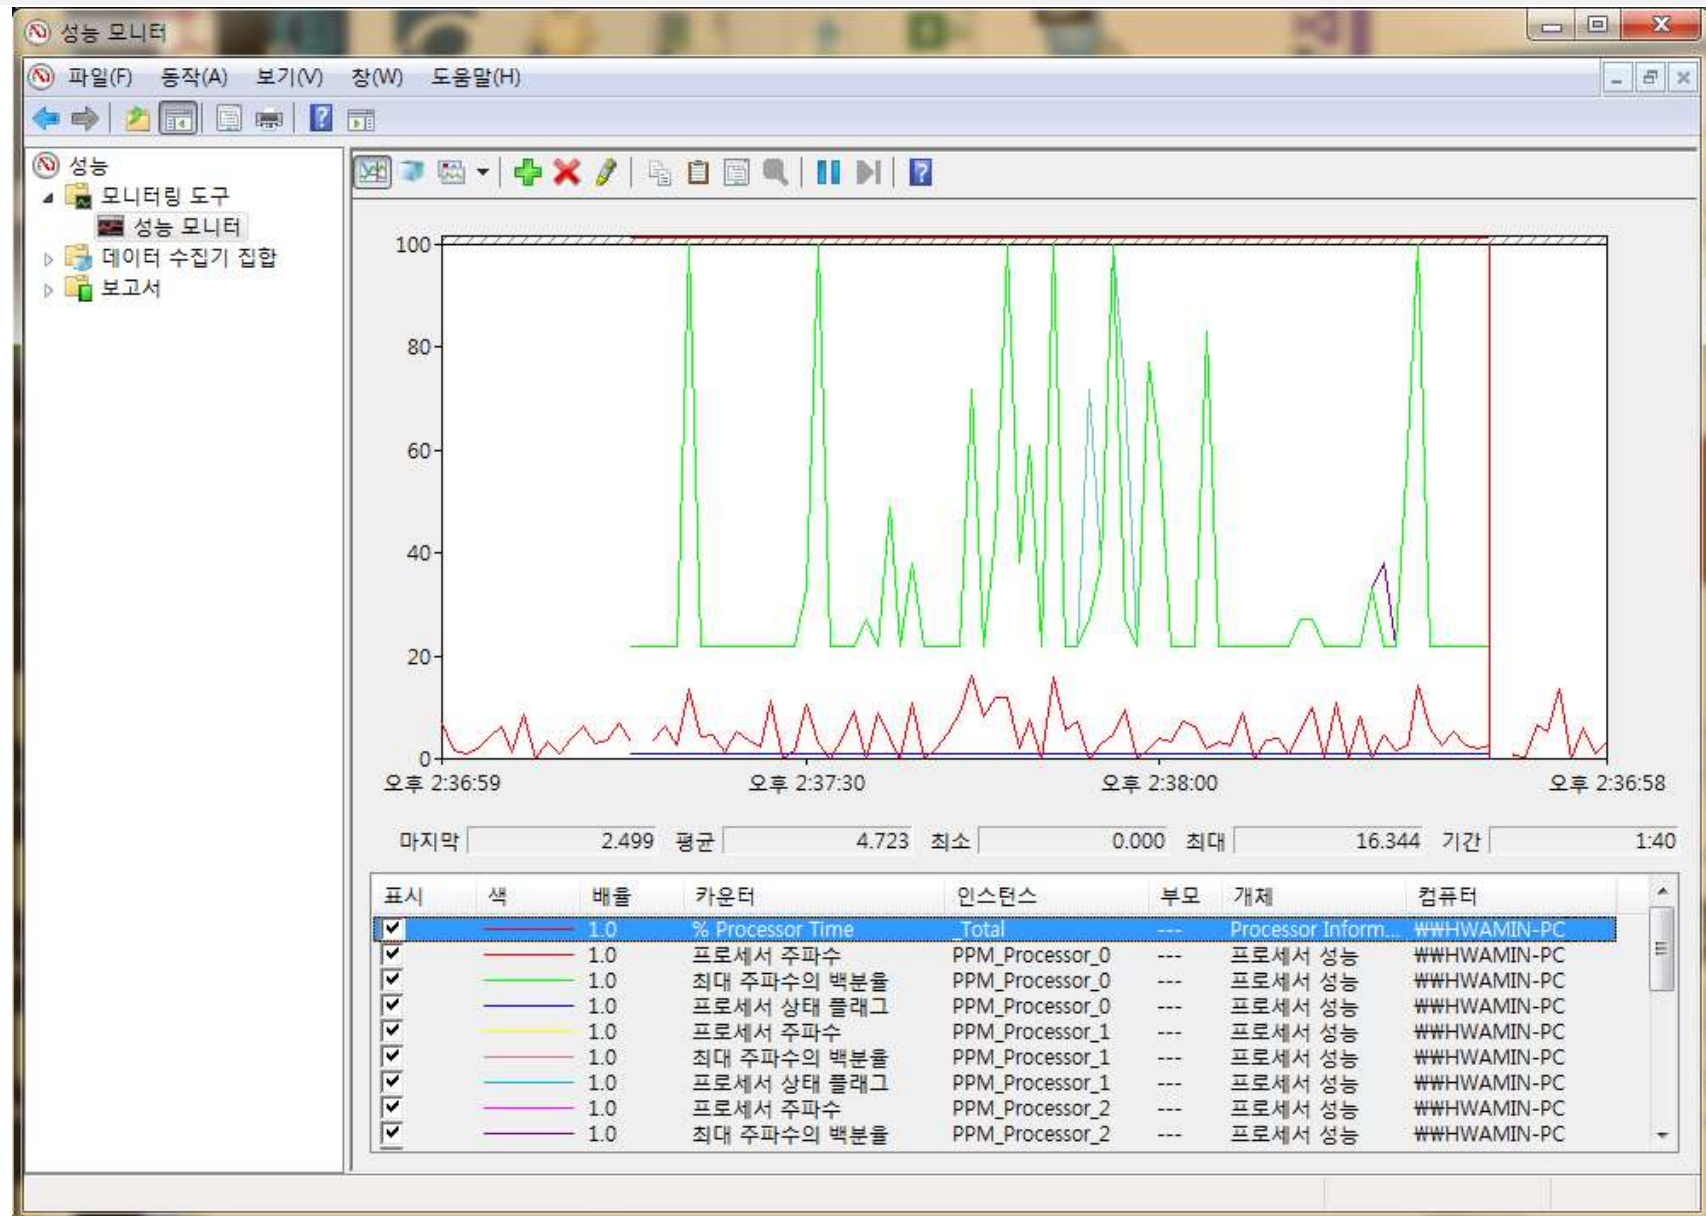 성능 모니터
파일(F) 동작(A) 보기(V) 창(W) 도움말(H)
성능
모니터링 도구
성능 모니터
데이터 수집기 집합
보고서
100
80
60
40
20
0
오후 2:36:59 오후 2:37:30 오후 2:38:00 오후 2:36:58
마지막 2.499 평균 4.723 최소 0.000 최대 16.344 기간 1:40
표시 색 배율 카운터 인스턴스 부모 개체 컴퓨터
1.0 % Processor Time _Total --- Processor Inform... ₩₩HWAMIN-PC
1.0 프로세서 주파수 PPM_Processor_0 --- 프로세서 성능 ₩₩HWAMIN-PC
1.0 최대 주파수의 백분율 PPM_Processor_0 --- 프로세서 성능 ₩₩HWAMIN-PC
1.0 프로세서 상태 플래그 PPM_Processor_0 --- 프로세서 성능 ₩₩HWAMIN-PC
1.0 프로세서 주파수 PPM_Processor_1 --- 프로세서 성능 ₩₩HWAMIN-PC
1.0 최대 주파수의 백분율 PPM_Processor_1 --- 프로세서 성능 ₩₩HWAMIN-PC
1.0 프로세서 상태 플래그 PPM_Processor_1 --- 프로세서 성능 ₩₩HWAMIN-PC
1.0 프로세서 주파수 PPM_Processor_2 --- 프로세서 성능 ₩₩HWAMIN-PC
1.0 최대 주파수의 백분율 PPM_Processor_2 --- 프로세서 성능 ₩₩HWAMIN-PC